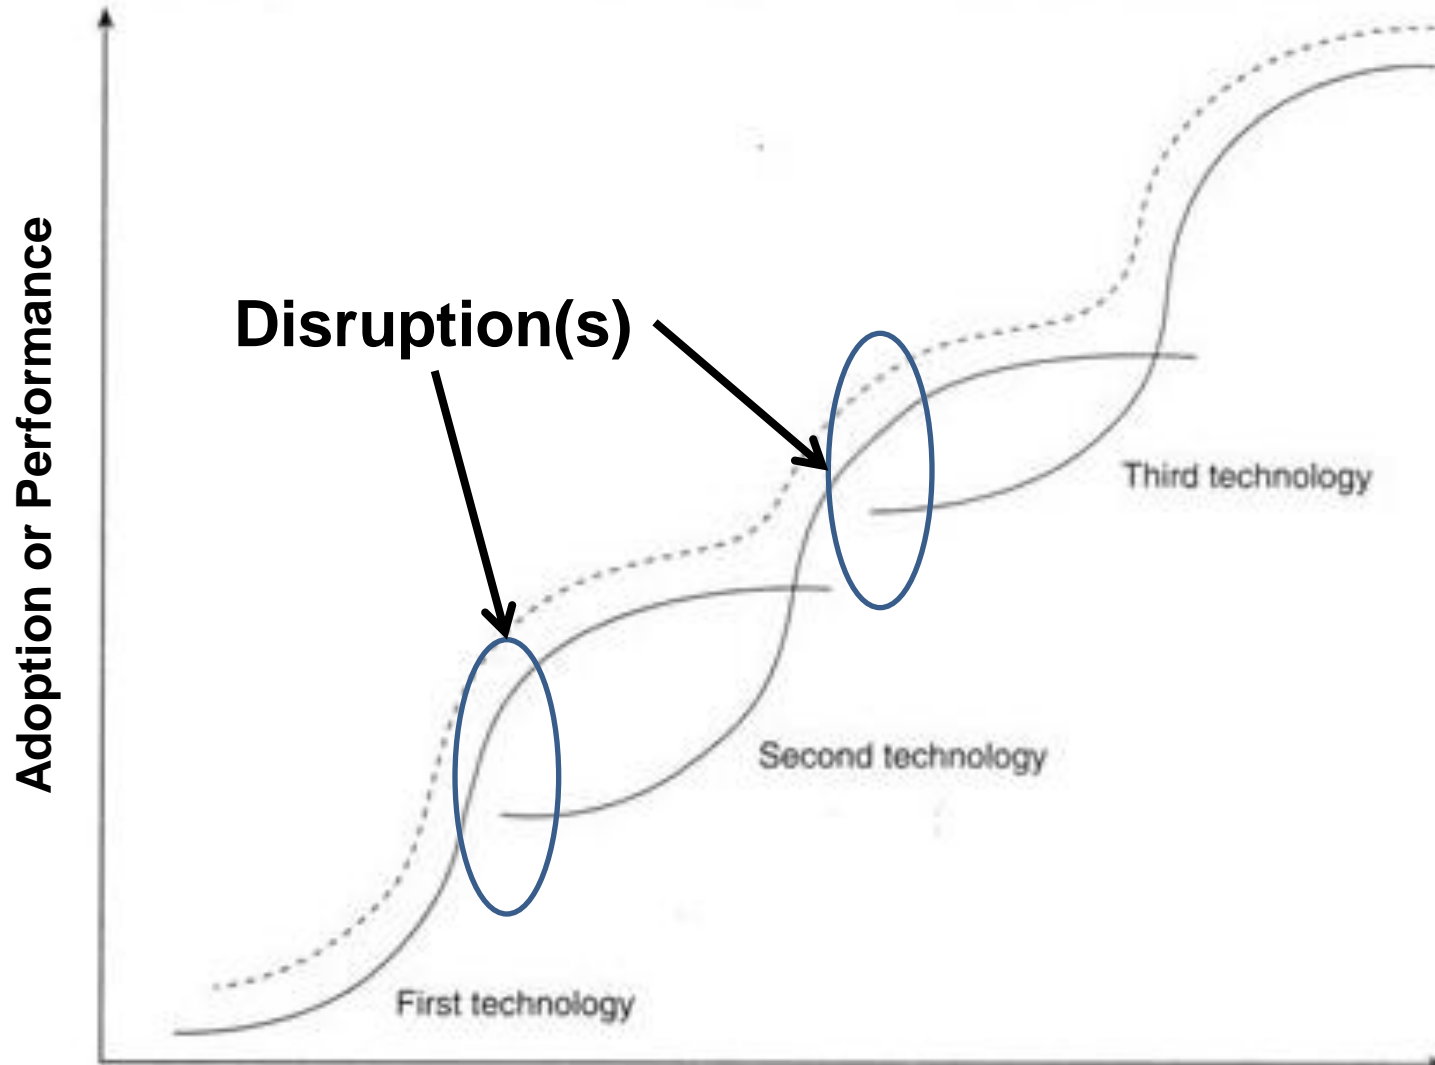 Adoption or Performance
Disruption(s)
Third technology
Second technology
First technology